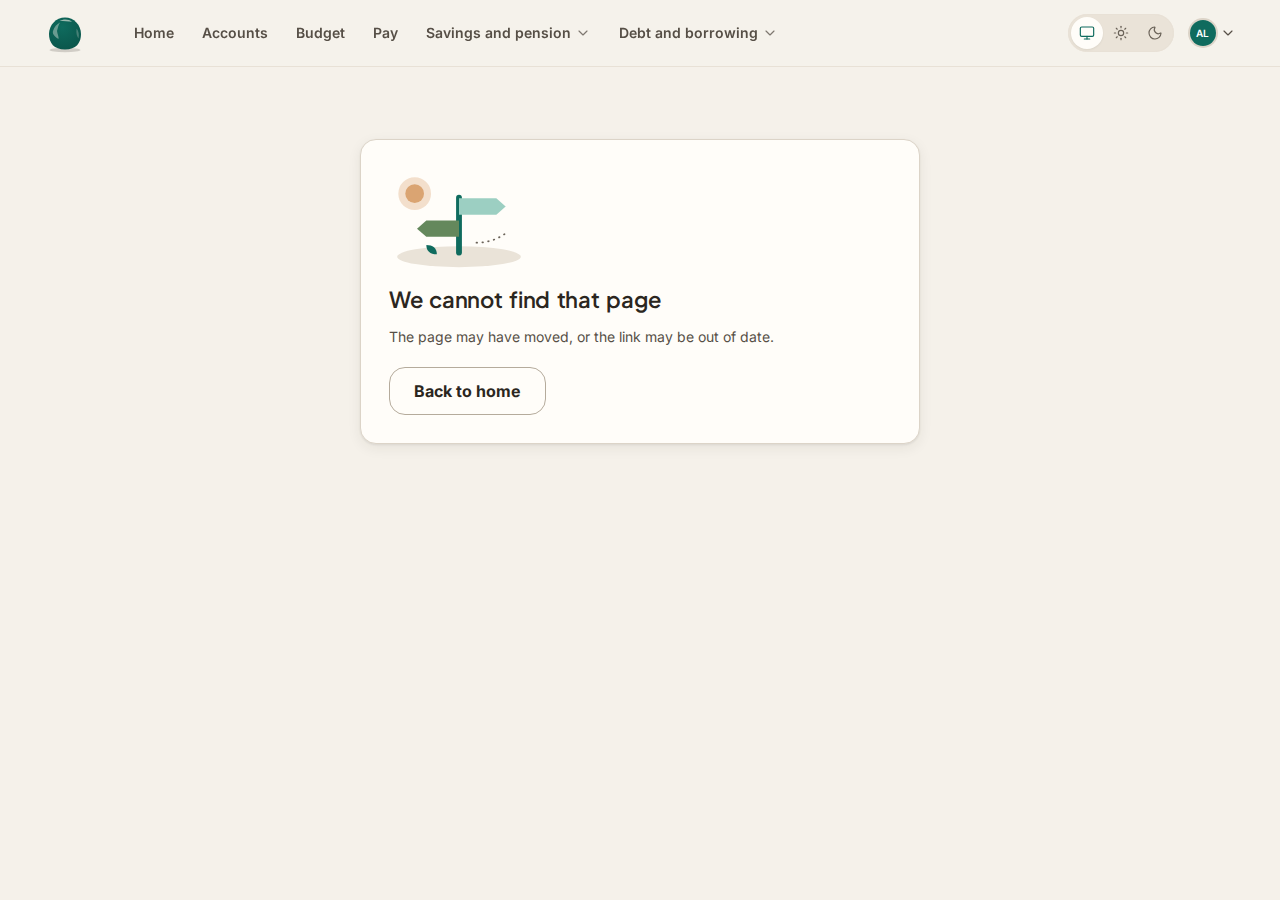 Home
Accounts
Budget
Pay
Savings and pension
Debt and borrowing
AL
We cannot find that page
The page may have moved, or the link may be out of date.
Back to home